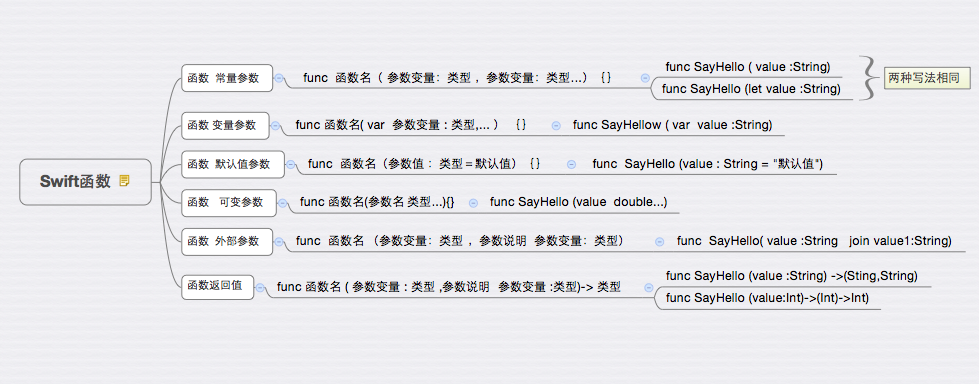 Swift函数
函数 常量参数
func 函数名（ 参数变量：类型 ，参数变量：类型...） {}
func SayHello ( value :String)
func SayHello (let value :String)
两种写法相同
函数 变量参数
func 函数名( var 参数变量 : 类型,... ） {}
func SayHellow ( var value :String)
函数 默认值参数
func 函数名（参数值 ：类型＝默认值） {}
func SayHello (value : String = "默认值")
函数 可变参数
func 函数名(参数名 类型...){}
func SayHello (value double...)
函数 外部参数
func 函数名 （参数变量：类型 ，参数说明 参数变量：类型）
func SayHello( value :String join value1:String)
函数返回值
func 函数名 ( 参数变量 : 类型 ,参数说明 参数变量 :类型)-> 类型
func SayHello (value :String) ->(Sting,String)
func SayHello (value:Int)->(Int)->Int)